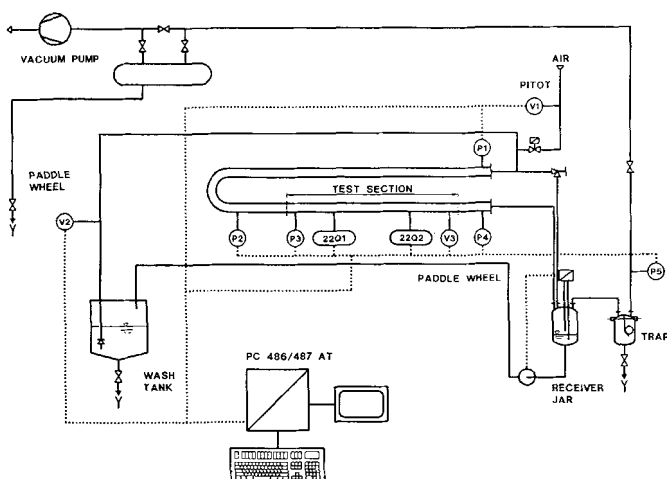 VACUUM PUMP
AIR
PITOT
V1
P1
PADDLE
WHEEL
TEST SECTION
V2
P2
P3
22Q1
22Q2
V3
P4
P5
PADDLE WHEEL
WASH
TANK
PC 486/487 AT
RECEIVER
JAR
TRAP